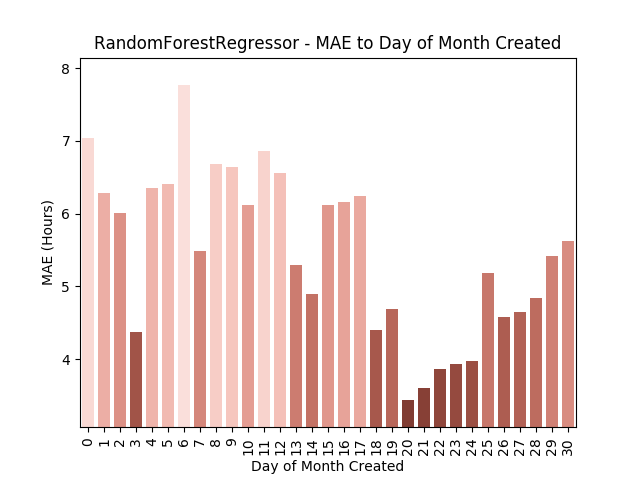 RandomForestRegressor - MAE to Day of Month Created
8
7
6
5
4
MAE (Hours)
0 1 2 3 4 5 6 7 8 9 10 11 12 13 14 15 16 17 18 19 20 21 22 23 24 25 26 27 28 29 30
Day of Month Created